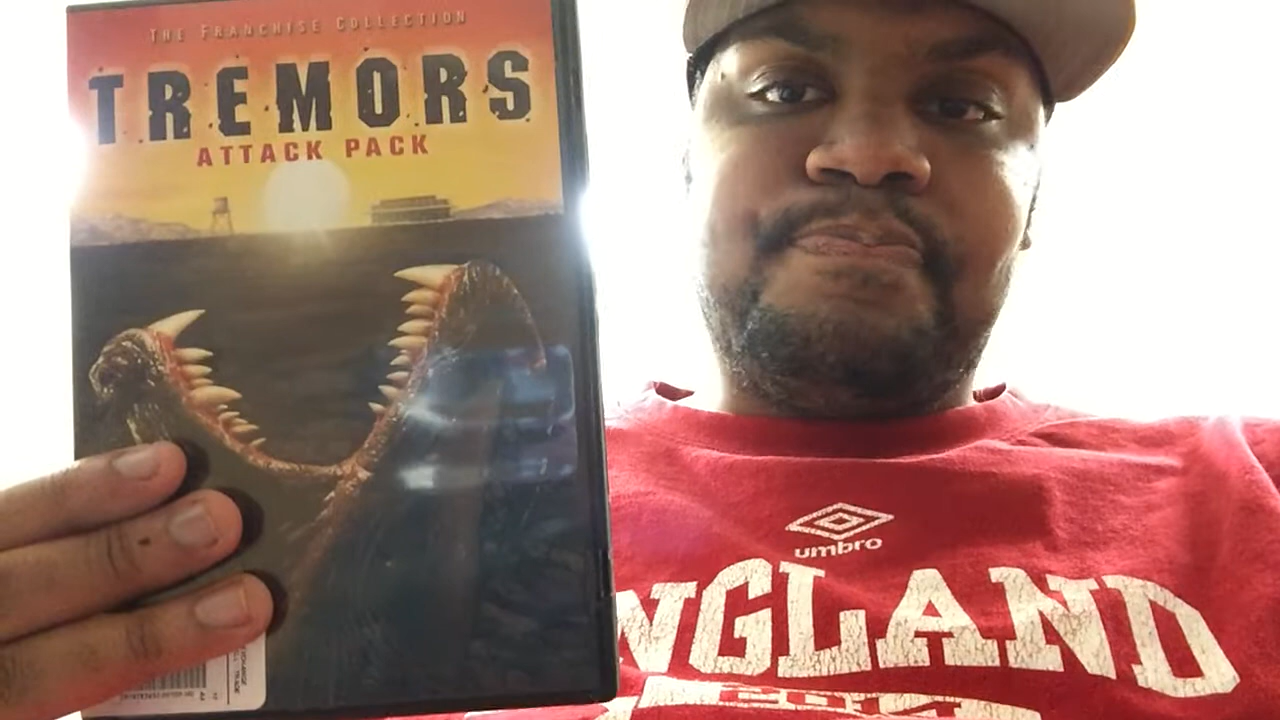 THE FRANCHISE COLLECTION
TREMORS
ATTACK PACK
umbro
NGLAND